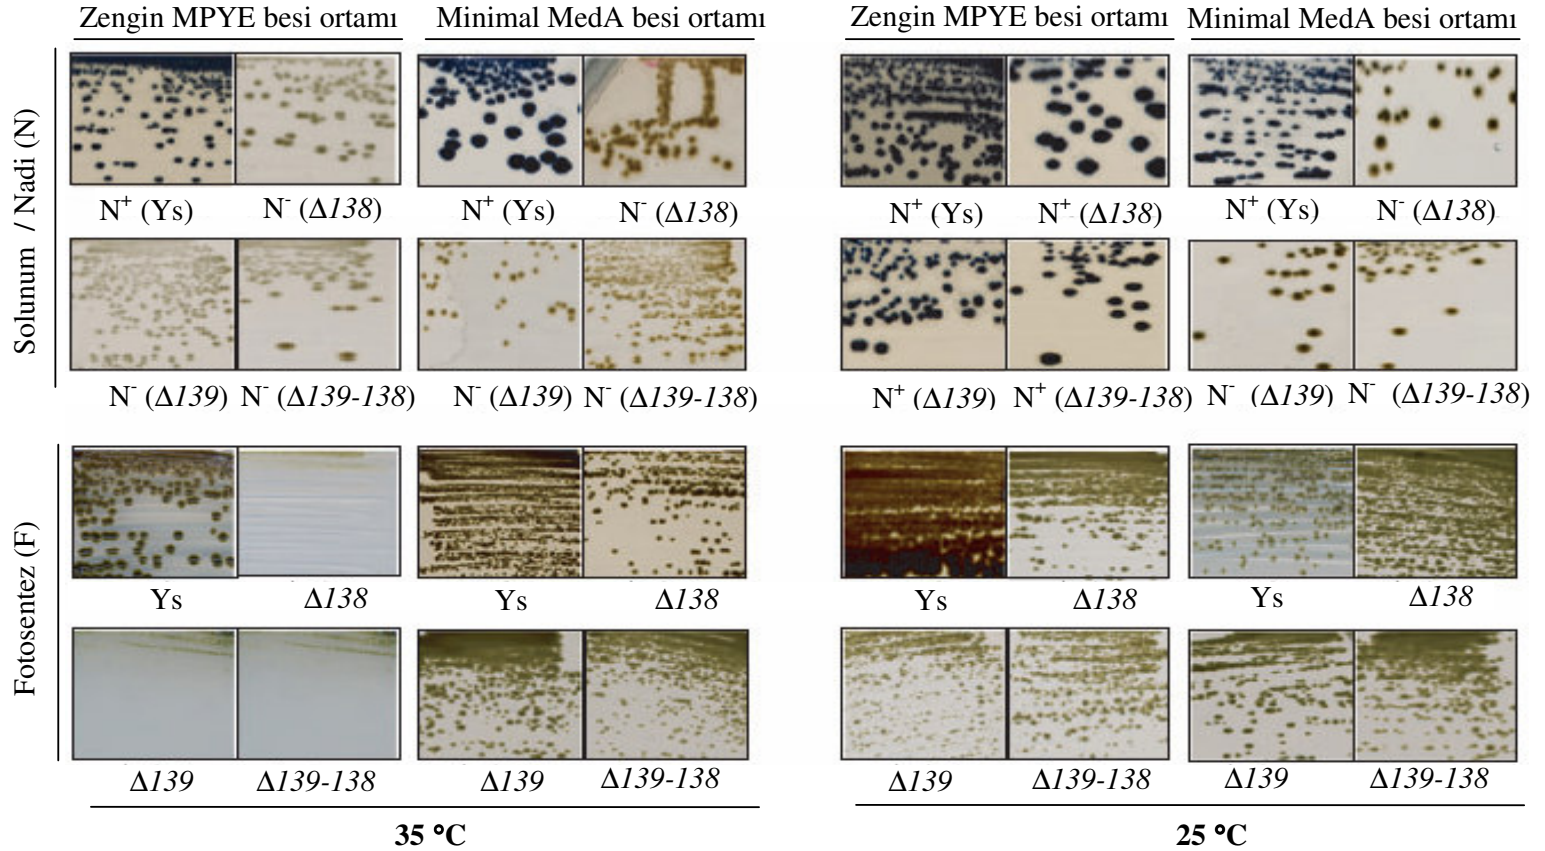 Zengin MPYE besi ortamı Minimal MedA besi ortamı Zengin MPYE besi ortamı Minimal MedA besi ortamı
Solunum / Nadi (N)
N⁺ (Ys) N⁻ (Δ138) N⁺ (Ys) N⁻ (Δ138) N⁺ (Ys) N⁺ (Δ138) N⁺ (Ys) N⁻ (Δ138)
N⁻ (Δ139) N⁻ (Δ139-138) N⁻ (Δ139) N⁻ (Δ139-138) N⁺ (Δ139) N⁺ (Δ139-138) N⁻ (Δ139) N⁻ (Δ139-138)
Fotosentez (F)
Ys Δ138 Ys Δ138 Ys Δ138 Ys Δ138
Δ139 Δ139-138 Δ139 Δ139-138 Δ139 Δ139-138 Δ139 Δ139-138
35 °C 25 °C